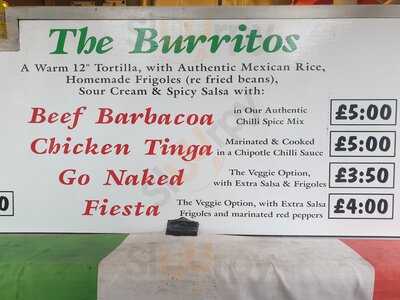 The Burritos
A Warm 12" Tortilla, with Authentic Mexican Rice,
Homemade Frigoles (re fried beans),
Sour Cream & Spicy Salsa with:
Beef Barbacoa in Our Authentic Chilli Spice Mix £5:00
Chicken Tinga Marinated & Cooked in a Chipotle Chilli Sauce £5:00
Go Naked The Veggie Option, with Extra Salsa & Frigoles £3:50
Fiesta The Veggie Option, with Extra Salsa Frigoles and marinated red peppers £4:00